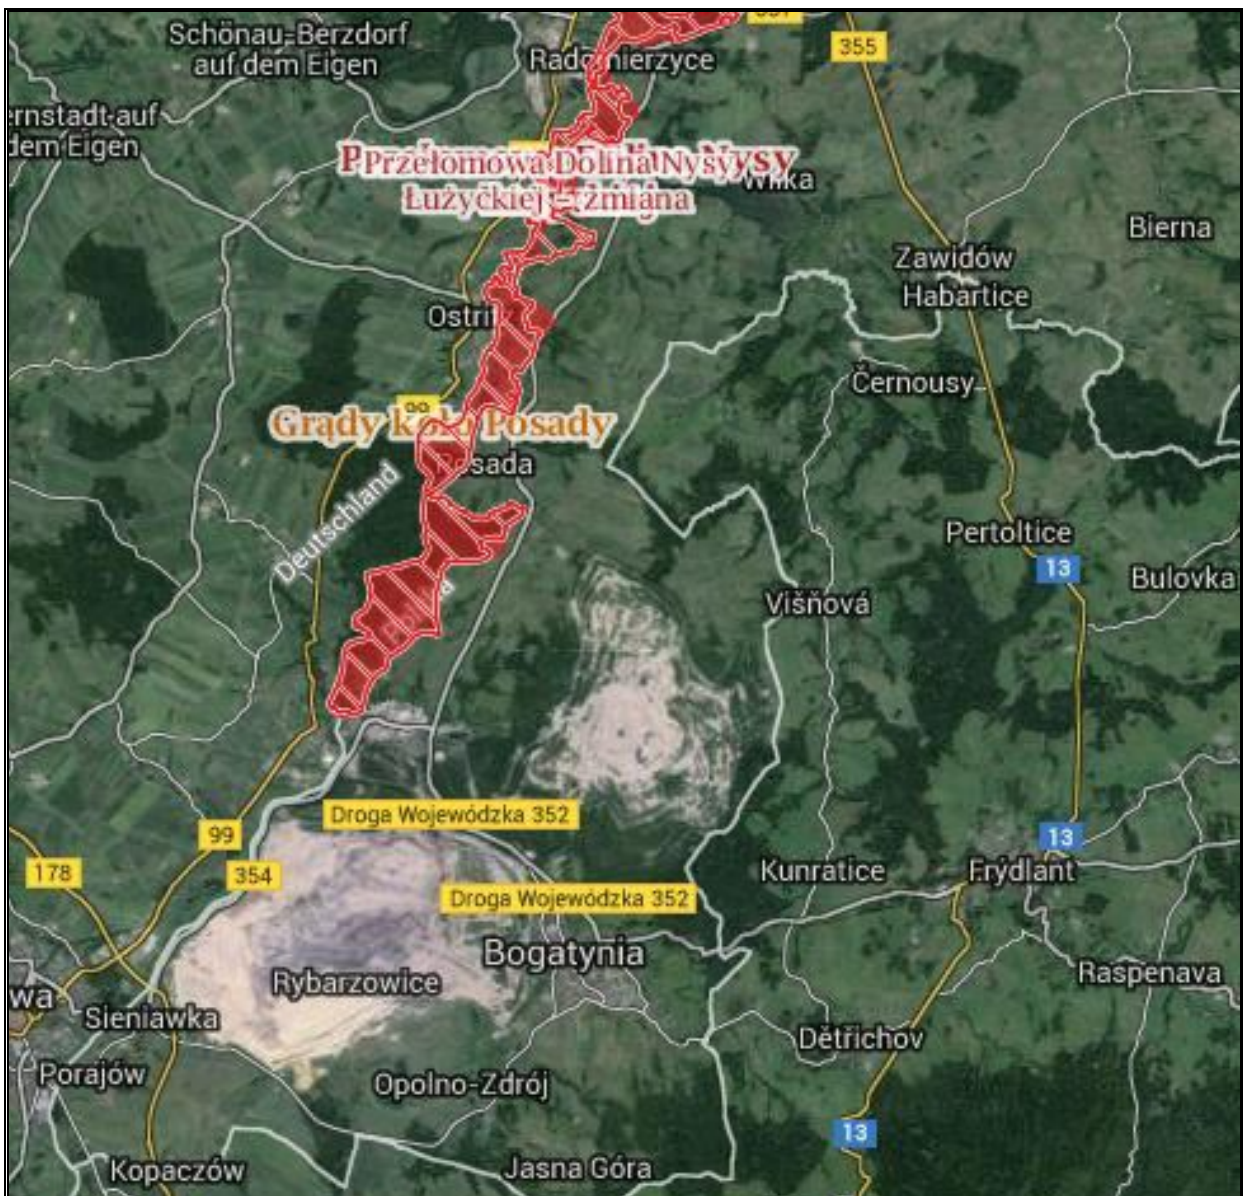 Schönau-Berzdorf
auf dem Eigen
Radomierzyce
355
ernstadt auf
dem Eigen
Przełomowa Dolina Nysy
Łużyckiej - zmiana
Wilka
Bierna
Zawidów
Habartice
Ostritz
Černousy
99
Grądy koło Posady
Posada
Deutschland
Pertoltice
13
Bulovka
Višňová
Polska
Droga Wojewódzka 352
99
13
178
354
Kunratice
Frýdlant
Droga Wojewódzka 352
Bogatynia
Rybarzowice
Raspenava
wa
Sieniawka
Dětřichov
Porajów
Opolno-Zdrój
13
Kopaczów
Jasna Góra